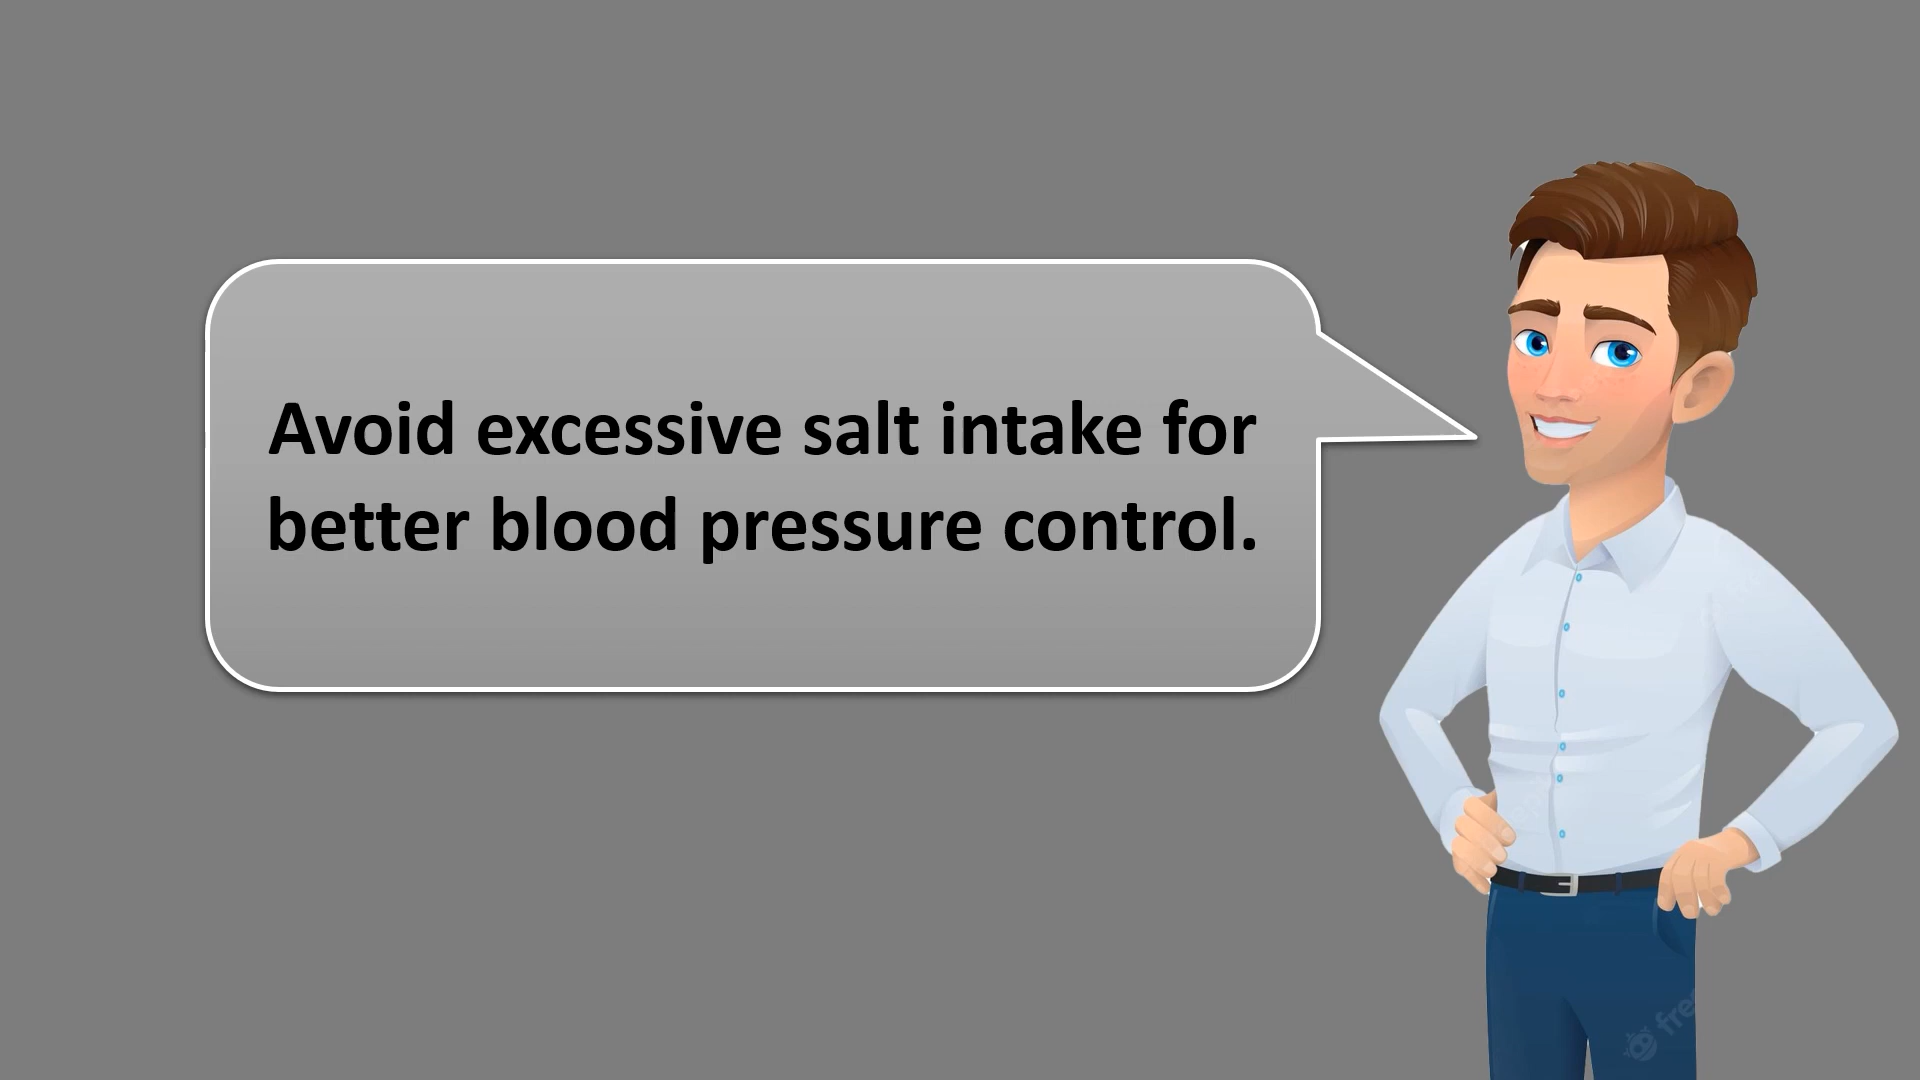 Avoid excessive salt intake for
better blood pressure control.